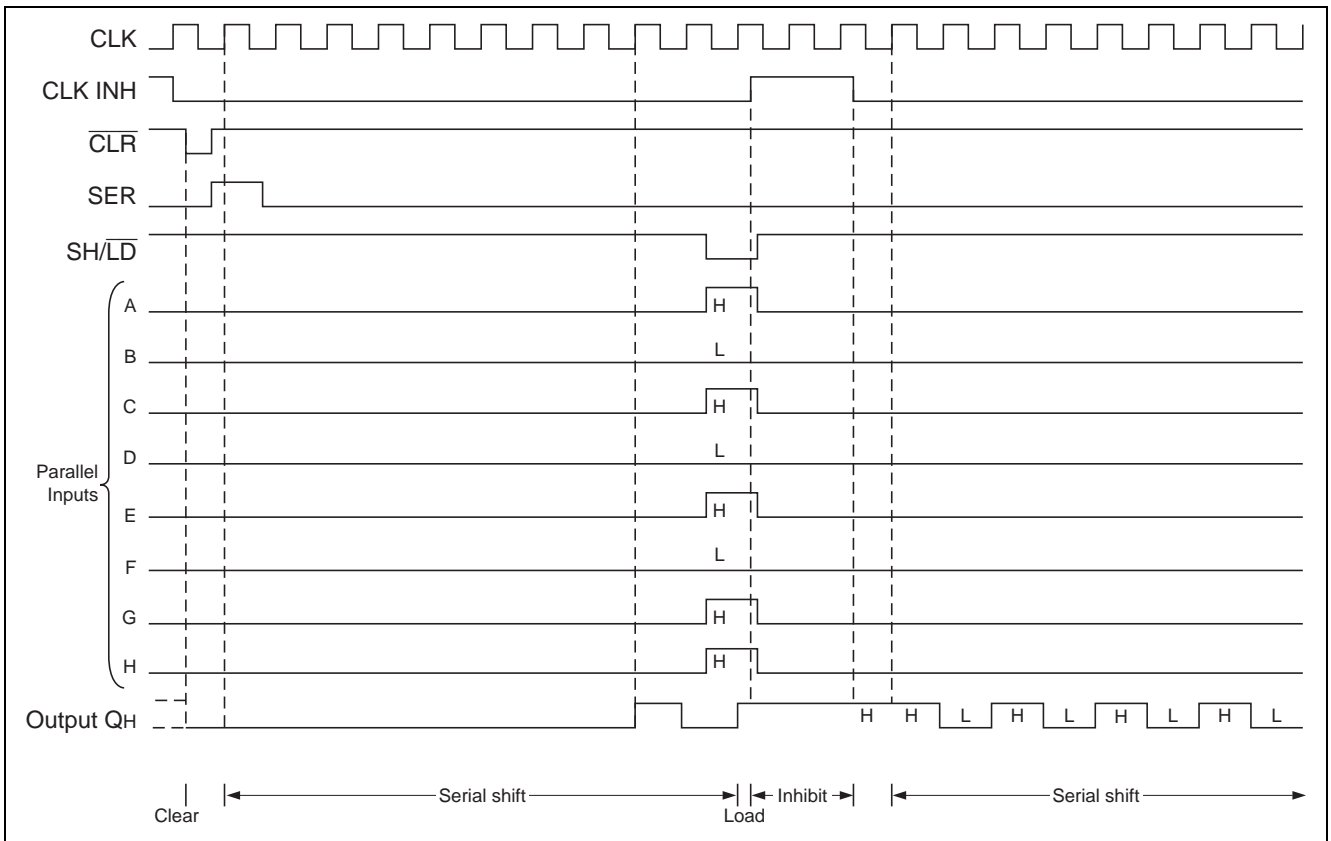 CLK
CLK INH
CLR
SER
SH/LD
A H
B L
C H
D L
Parallel
Inputs
E H
F L
G H
H H
Output QH H H L H L H L H L
Serial shift Inhibit Serial shift
Clear Load